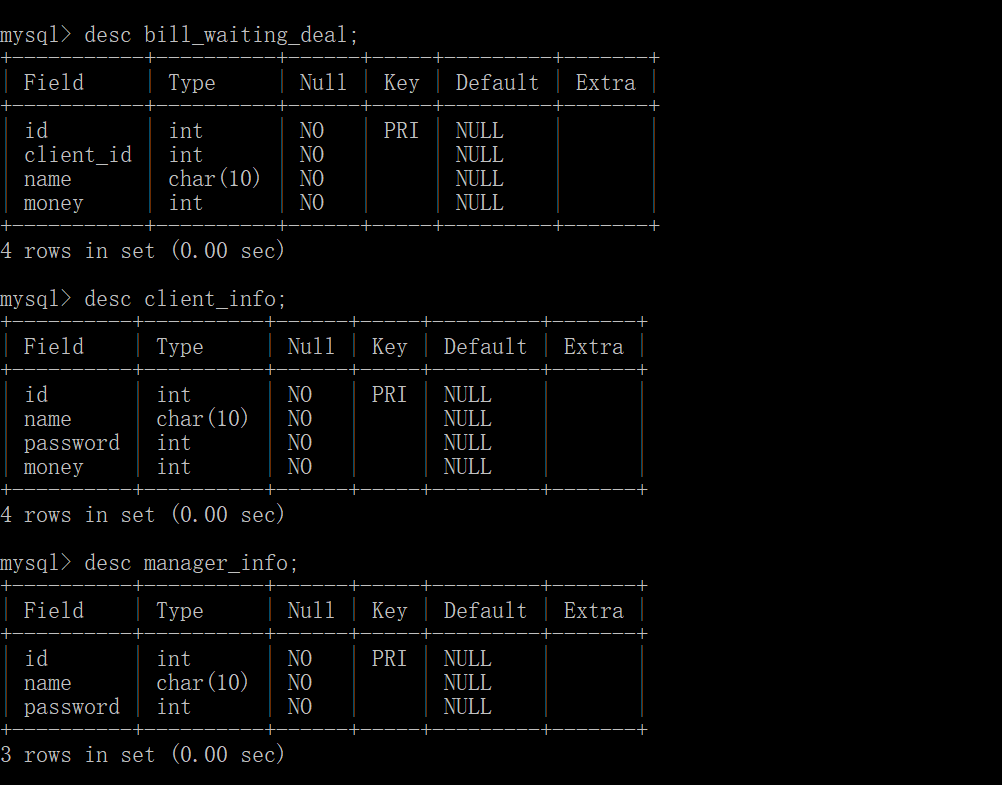 mysql> desc bill_waiting_deal;
+-----------+----------+------+-----+---------+-------+
| Field     | Type     | Null | Key | Default | Extra |
+-----------+----------+------+-----+---------+-------+
| id        | int      | NO   | PRI | NULL    |       |
| client_id | int      | NO   |     | NULL    |       |
| name      | char(10) | NO   |     | NULL    |       |
| money     | int      | NO   |     | NULL    |       |
+-----------+----------+------+-----+---------+-------+
4 rows in set (0.00 sec)
mysql> desc client_info;
+----------+----------+------+-----+---------+-------+
| Field    | Type     | Null | Key | Default | Extra |
+----------+----------+------+-----+---------+-------+
| id       | int      | NO   | PRI | NULL    |       |
| name     | char(10) | NO   |     | NULL    |       |
| password | int      | NO   |     | NULL    |       |
| money    | int      | NO   |     | NULL    |       |
+----------+----------+------+-----+---------+-------+
4 rows in set (0.00 sec)
mysql> desc manager_info;
+----------+----------+------+-----+---------+-------+
| Field    | Type     | Null | Key | Default | Extra |
+----------+----------+------+-----+---------+-------+
| id       | int      | NO   | PRI | NULL    |       |
| name     | char(10) | NO   |     | NULL    |       |
| password | int      | NO   |     | NULL    |       |
+----------+----------+------+-----+---------+-------+
3 rows in set (0.00 sec)